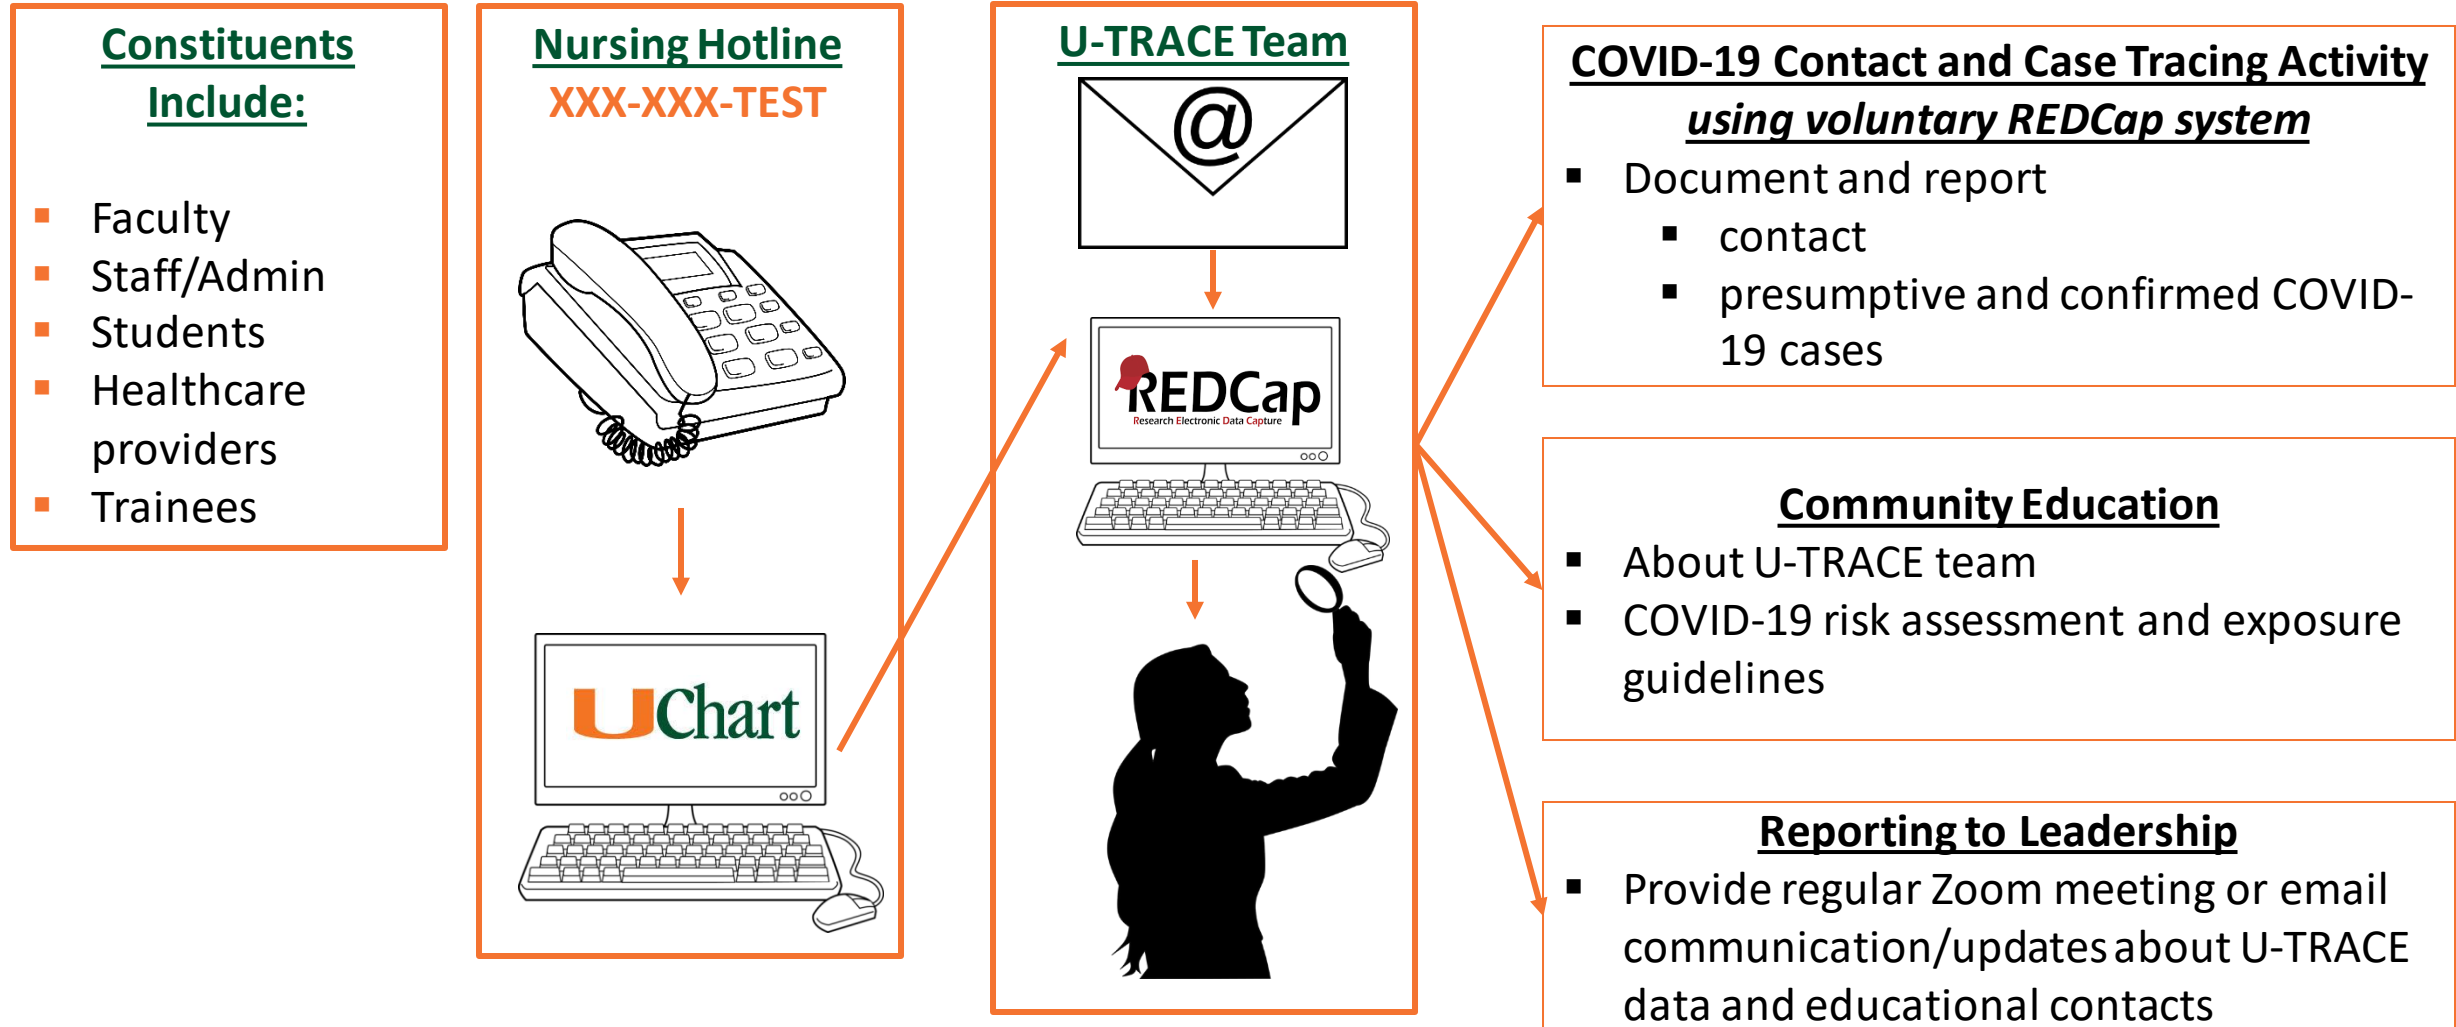 Constituents
Include:
▪ Faculty
▪ Staff/Admin
▪ Students
▪ Healthcare
providers
▪ Trainees
Nursing Hotline
XXX-XXX-TEST
UChart
U-TRACE Team
@
REDCap
Research Electronic Data Capture
COVID-19 Contact and Case Tracing Activity
using voluntary REDCap system
▪ Document and report
▪ contact
▪ presumptive and confirmed COVID-
19 cases
Community Education
▪ About U-TRACE team
▪ COVID-19 risk assessment and exposure
guidelines
Reporting to Leadership
▪ Provide regular Zoom meeting or email
communication/updates about U-TRACE
data and educational contacts